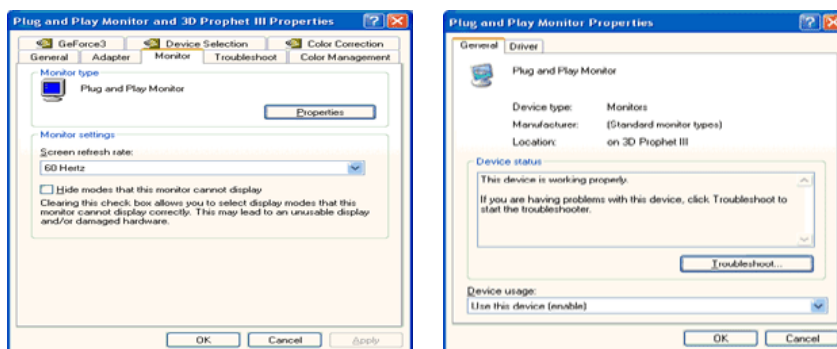 Plug and Play Monitor and 3D Prophet III Properties
GeForce3
Device Selection
Color Correction
General
Adapter
Monitor
Troubleshoot
Color Management
Monitor type
Plug and Play Monitor
Properties
Monitor settings
Screen refresh rate:
60 Hertz
Hide modes that this monitor cannot display
Clearing this check box allows you to select display modes that this
monitor cannot display correctly. This may lead to an unusable display
and/or damaged hardware.
OK
Cancel
Apply
Plug and Play Monitor Properties
General
Driver
Plug and Play Monitor
Device type: Monitors
Manufacturer: (Standard monitor types)
Location: on 3D Prophet III
Device status
This device is working properly.
If you are having problems with this device, click Troubleshoot to
start the troubleshooter.
Troubleshoot...
Device usage:
Use this device (enable)
OK
Cancel